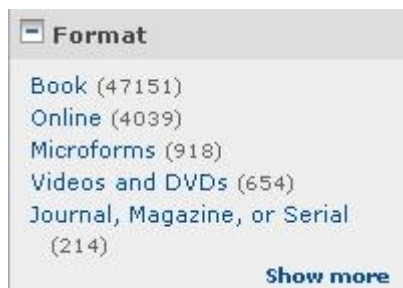 Format
Book (47151)
Online (4039)
Microforms (918)
Videos and DVDs (654)
Journal, Magazine, or Serial
(214)
Show more